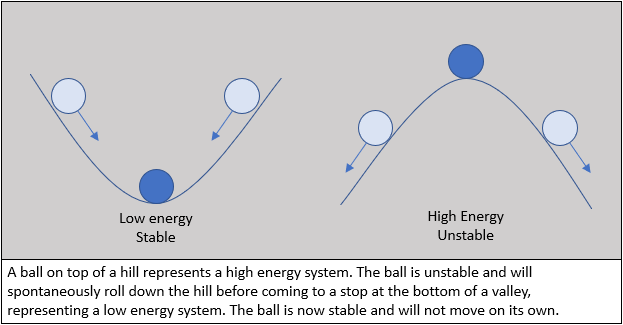 Low energy
Stable
High Energy
Unstable
A ball on top of a hill represents a high energy system. The ball is unstable and will
spontaneously roll down the hill before coming to a stop at the bottom of a valley,
representing a low energy system. The ball is now stable and will not move on its own.